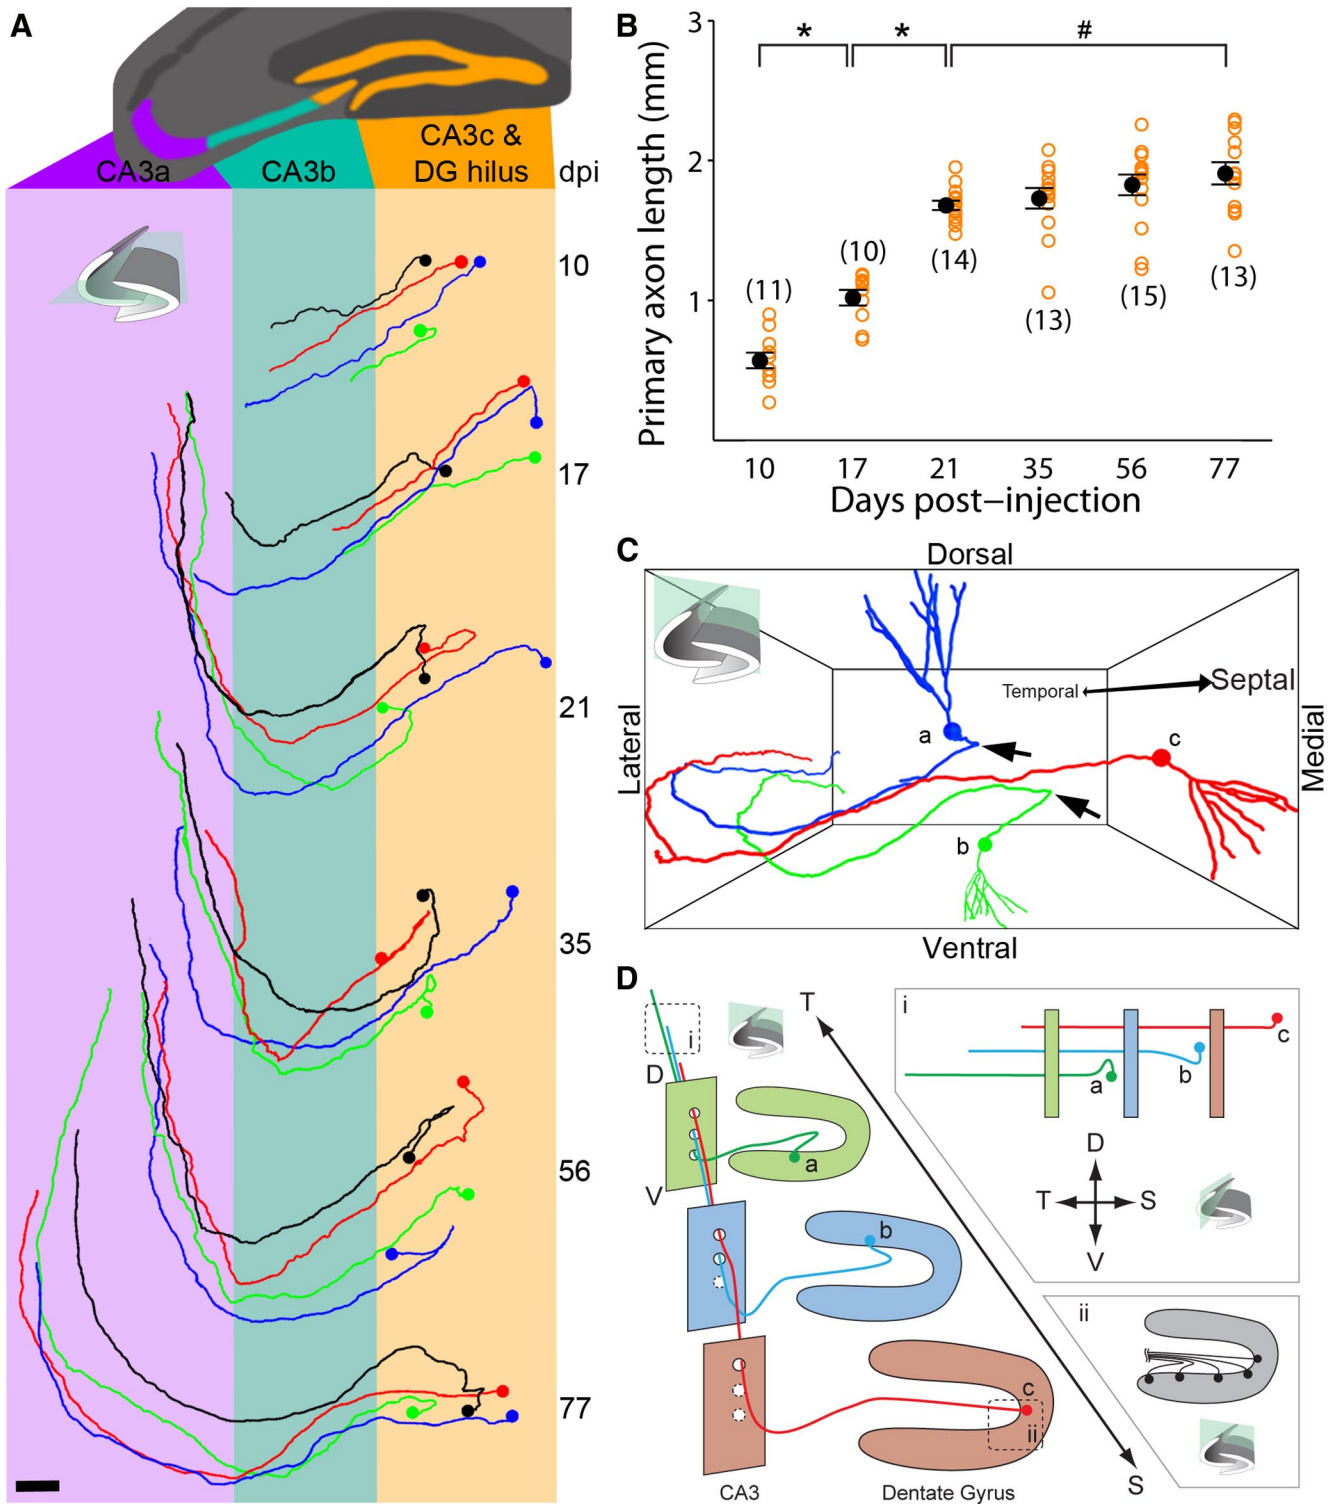 A
CA3a
CA3b
CA3c &
DG hilus
dpi
10
17
21
35
56
77
B
Primary axon length (mm)
3
2
1
* * #
(11)
(10)
(14)
(13)
(15)
(13)
10 17 21 35 56 77
Days post–injection
C
Dorsal
Lateral
Medial
Ventral
Temporal
Septal
a
b
c
D
i
D
V
T
S
a
b
c
ii
CA3
Dentate Gyrus
i
a
b
c
D
T S
V
ii